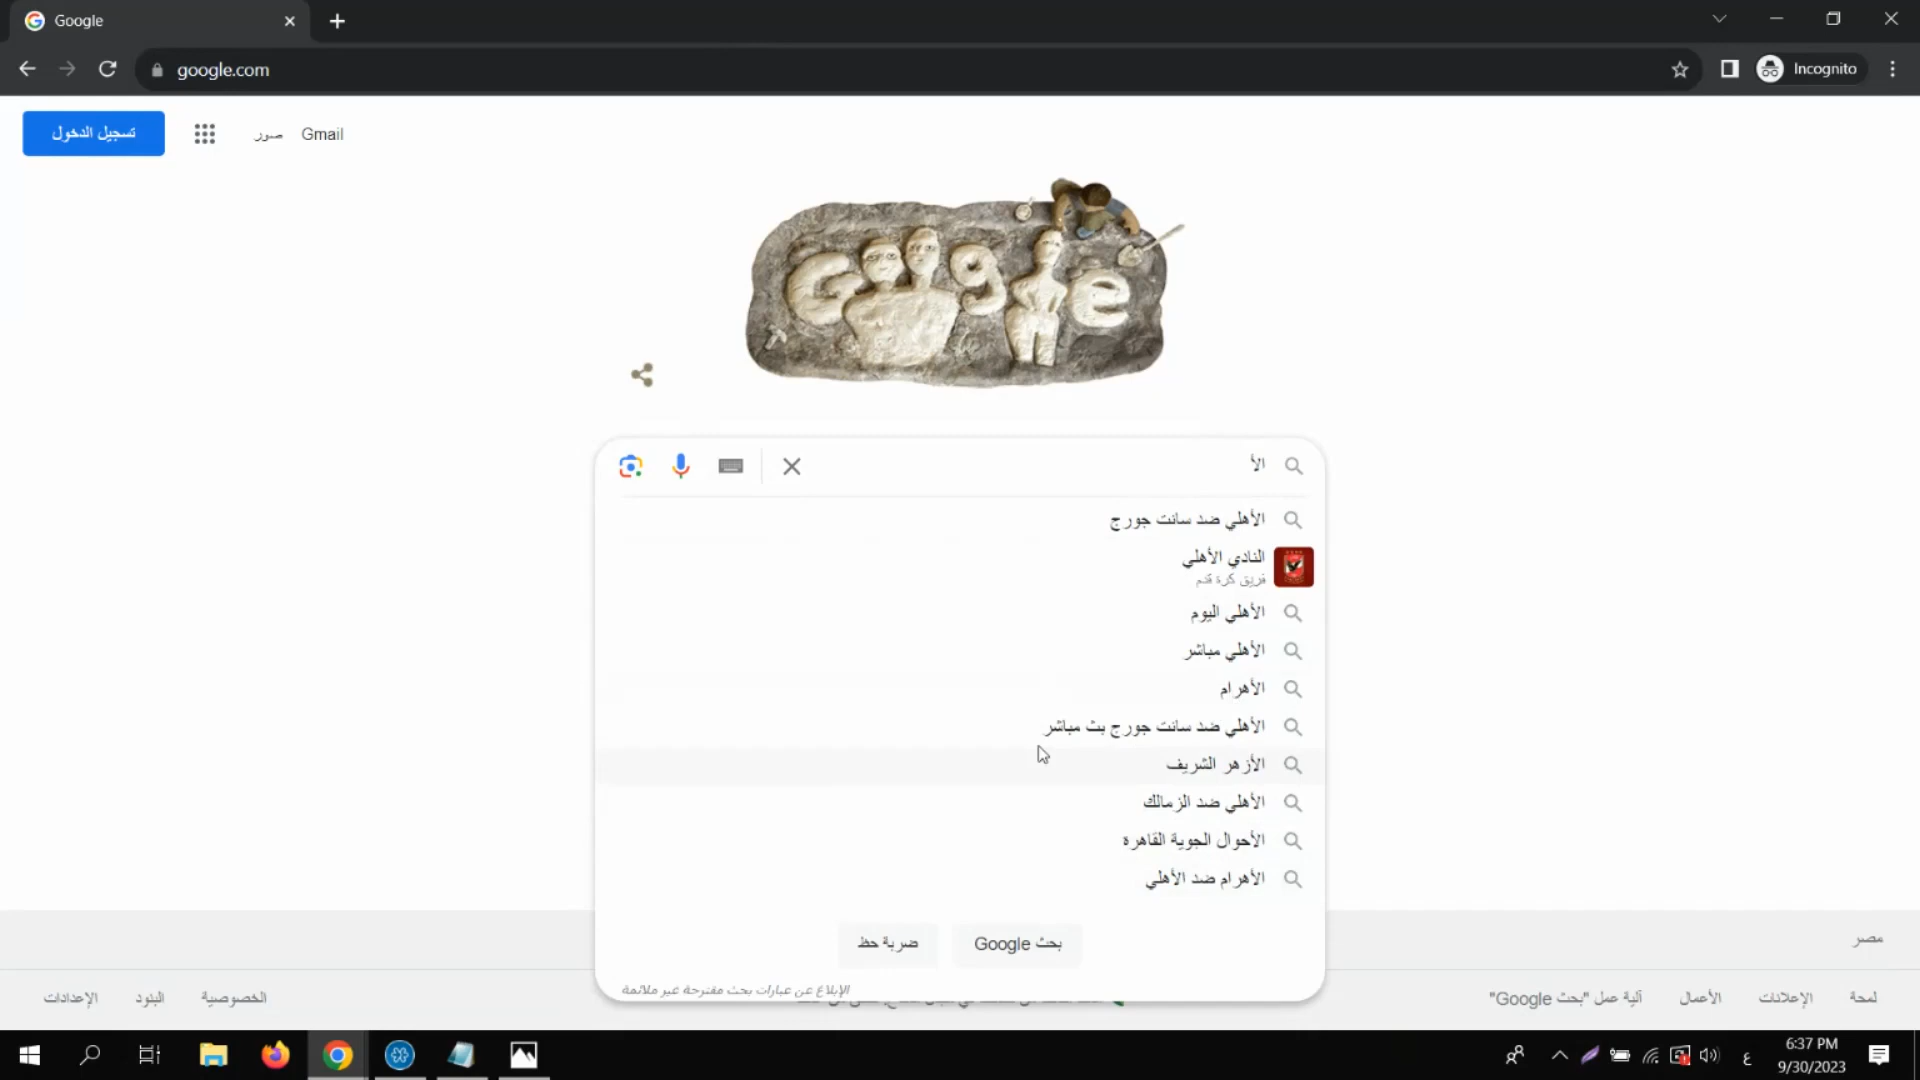 Google
google.com
Incognito
تسجيل الدخول
صور
Gmail
الأ
الأهلي ضد سانت جورج
النادي الأهلي
فريق كرة قدم
الأهلي اليوم
الأهلي مباشر
الأهرام
الأهلي ضد سانت جورج بث مباشر
الأزهر الشريف
الأهلي ضد الزمالك
الأحوال الجوية القاهرة
الأهرام ضد الأهلي
بحث Google
ضربة حظ
الإبلاغ عن عبارات بحث مقترحة غير ملائمة
مصر
لمحة
الإعلانات
الأعمال
آلية عمل "بحث Google"
الخصوصية
البنود
الإعدادات
ع
6:37 PM
9/30/2023